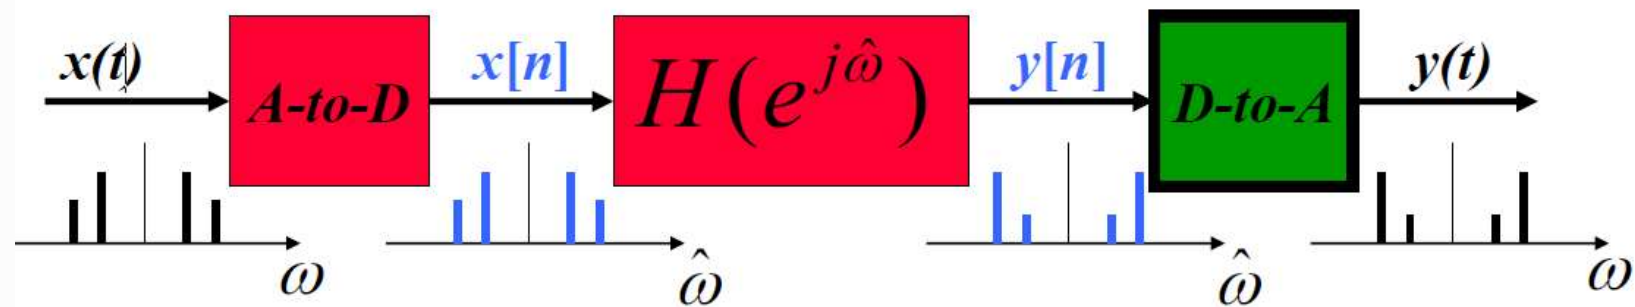 x(t) A-to-D x[n] H(e^{jω̂}) y[n] D-to-A y(t)
ω ω̂ ω̂ ω